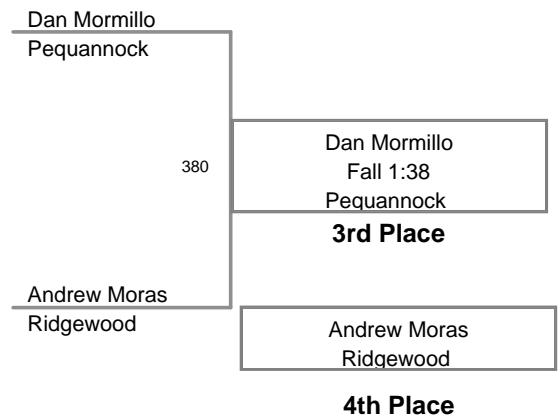 Dan Mormillo
Pequannock
380
Dan Mormillo
Fall 1:38
Pequannock
3rd Place
Andrew Moras
Ridgewood
Andrew Moras
Ridgewood
4th Place